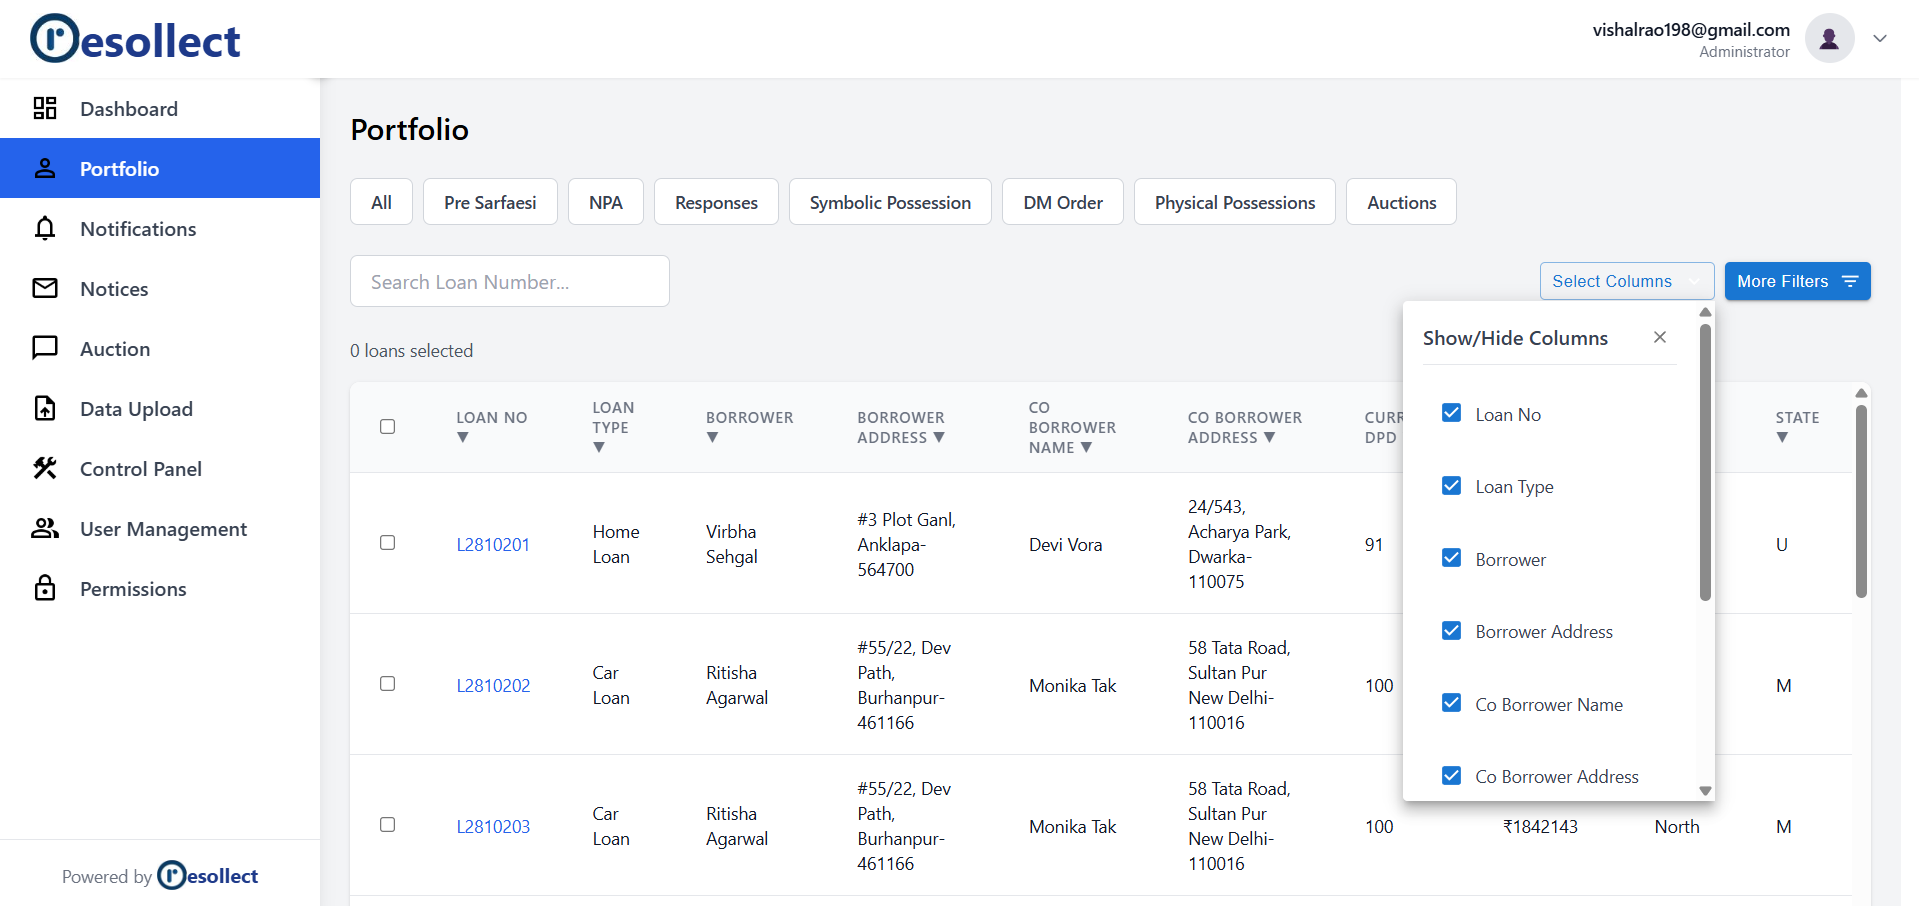 resollect
vishalrao198@gmail.com
Administrator
Dashboard
Portfolio
Notifications
Notices
Auction
Data Upload
Control Panel
User Management
Permissions
Powered by resollect
Portfolio
All
Pre Sarfaesi
NPA
Responses
Symbolic Possession
DM Order
Physical Possessions
Auctions
Search Loan Number...
Select Columns
More Filters
0 loans selected
Show/Hide Columns
Loan No
Loan Type
Borrower
Borrower Address
Co Borrower Name
Co Borrower Address
LOAN NO ▼
LOAN
TYPE
▼
BORROWER
▼
BORROWER
ADDRESS ▼
CO
BORROWER
NAME ▼
CO BORROWER
ADDRESS ▼
CURR
DPD
STATE
▼
L2810201
Home
Loan
Virbha
Sehgal
#3 Plot Ganl,
Anklapa-
564700
Devi Vora
24/543,
Acharya Park,
Dwarka-
110075
91
U
L2810202
Car
Loan
Ritisha
Agarwal
#55/22, Dev
Path,
Burhanpur-
461166
Monika Tak
58 Tata Road,
Sultan Pur
New Delhi-
110016
100
M
L2810203
Car
Loan
Ritisha
Agarwal
#55/22, Dev
Path,
Burhanpur-
461166
Monika Tak
58 Tata Road,
Sultan Pur
New Delhi-
110016
100
₹1842143
North
M